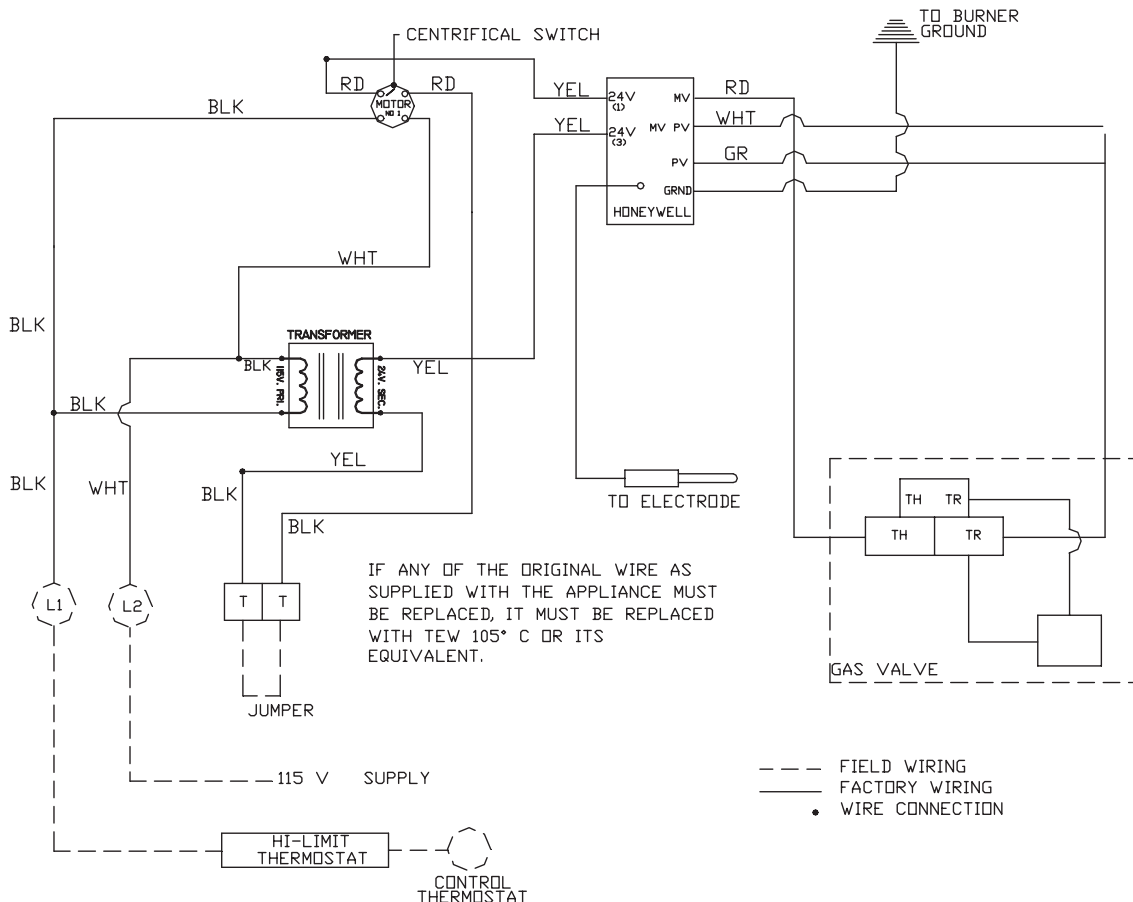 TO BURNER
GROUND
CENTRIFICAL SWITCH
RD
RD
BLK
MOTOR
NO 1
YEL
24V
(1)
MV
RD
YEL
24V
(3)
MV PV
WHT
PV
GR
GRND
HONEYWELL
WHT
BLK
TRANSFORMER
BLK
115V. PRI.
24V. SEC.
YEL
BLK
YEL
BLK
WHT
BLK
BLK
TO ELECTRODE
TH TR
TH TR
GAS VALVE
L1
L2
T T
JUMPER
IF ANY OF THE ORIGINAL WIRE AS
SUPPLIED WITH THE APPLIANCE MUST
BE REPLACED, IT MUST BE REPLACED
WITH TEW 105° C OR ITS
EQUIVALENT.
115 V SUPPLY
FIELD WIRING
FACTORY WIRING
WIRE CONNECTION
HI-LIMIT
THERMOSTAT
CONTROL
THERMOSTAT